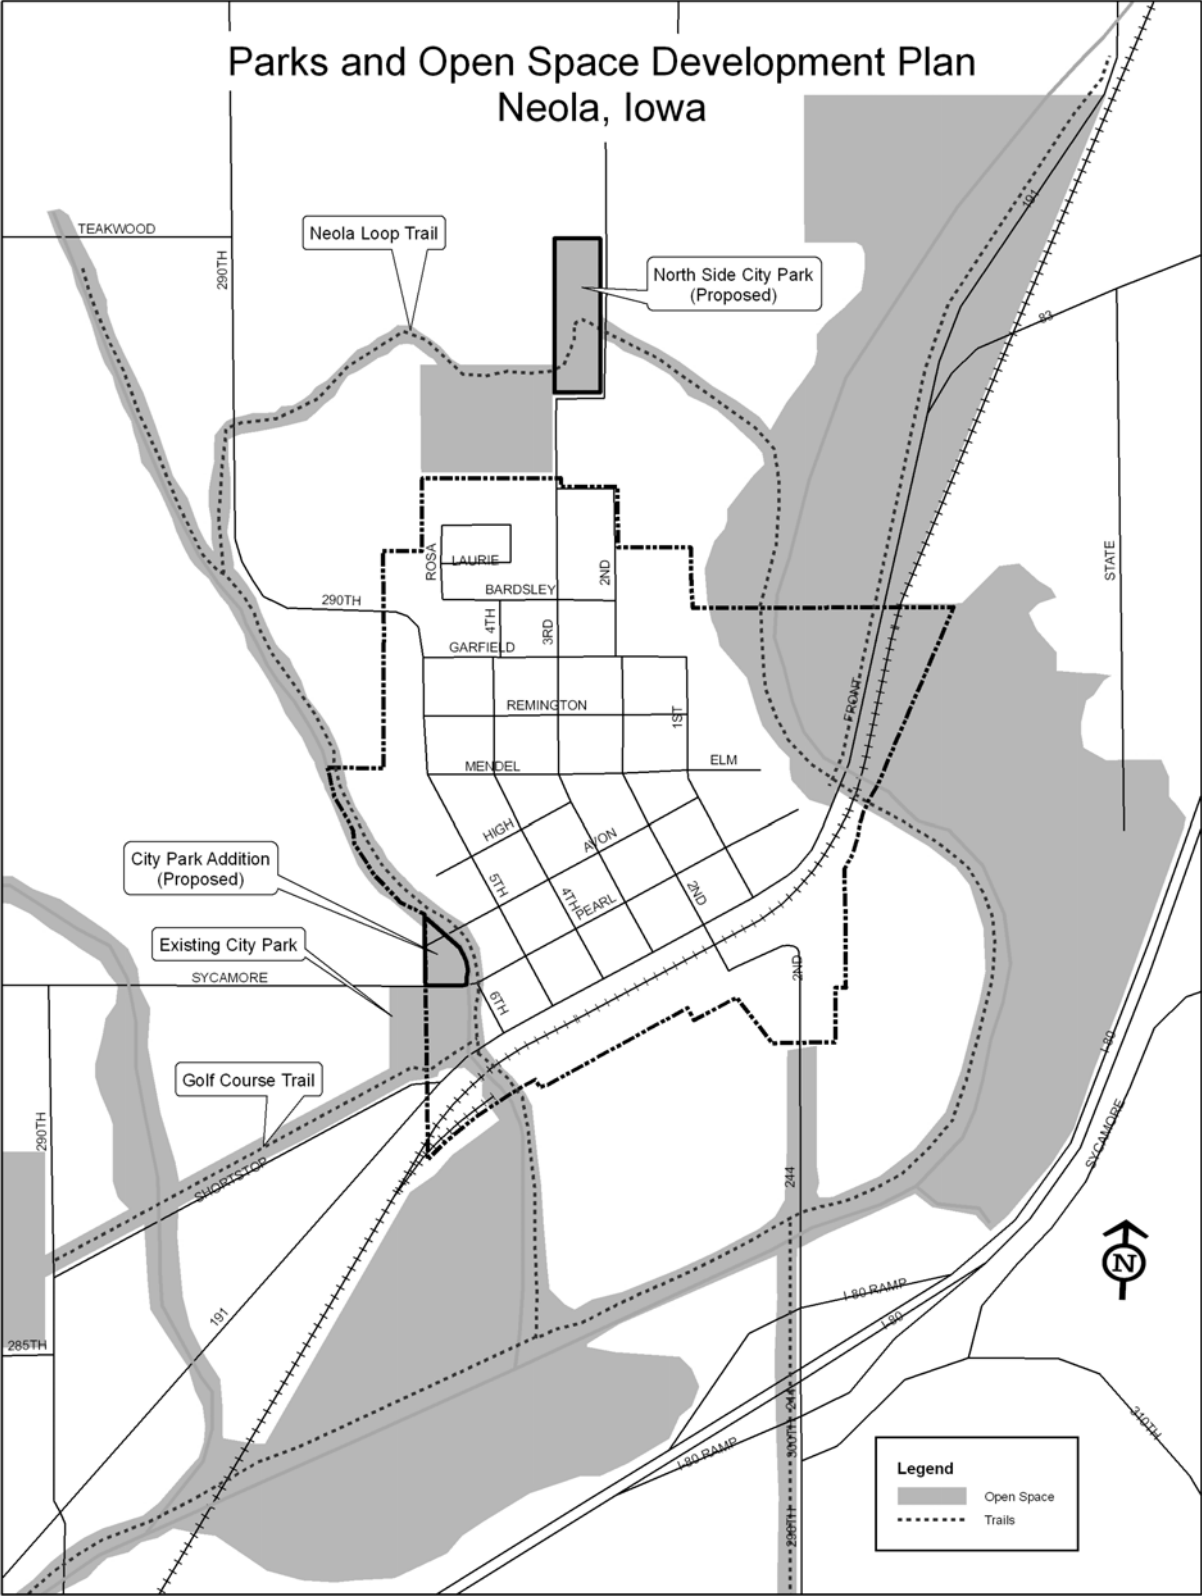 Parks and Open Space Development Plan
Neola, Iowa
TEAKWOOD
290TH
Neola Loop Trail
North Side City Park
(Proposed)
191
83
STATE
ROSA
LAURIE
2ND
BARDSLEY
290TH
4TH
3RD
GARFIELD
REMINGTON
1ST
FRONT
MENDEL
ELM
HIGH
AVON
City Park Addition
(Proposed)
5TH
4TH
PEARL
2ND
Existing City Park
SYCAMORE
2ND
6TH
I-80
Golf Course Trail
290TH
SYCAMORE
SHORTSTOP
244
N
I-80 RAMP
191
I-80
285TH
244
300TH
310TH
I-80 RAMP
290TH
Legend
Open Space
Trails